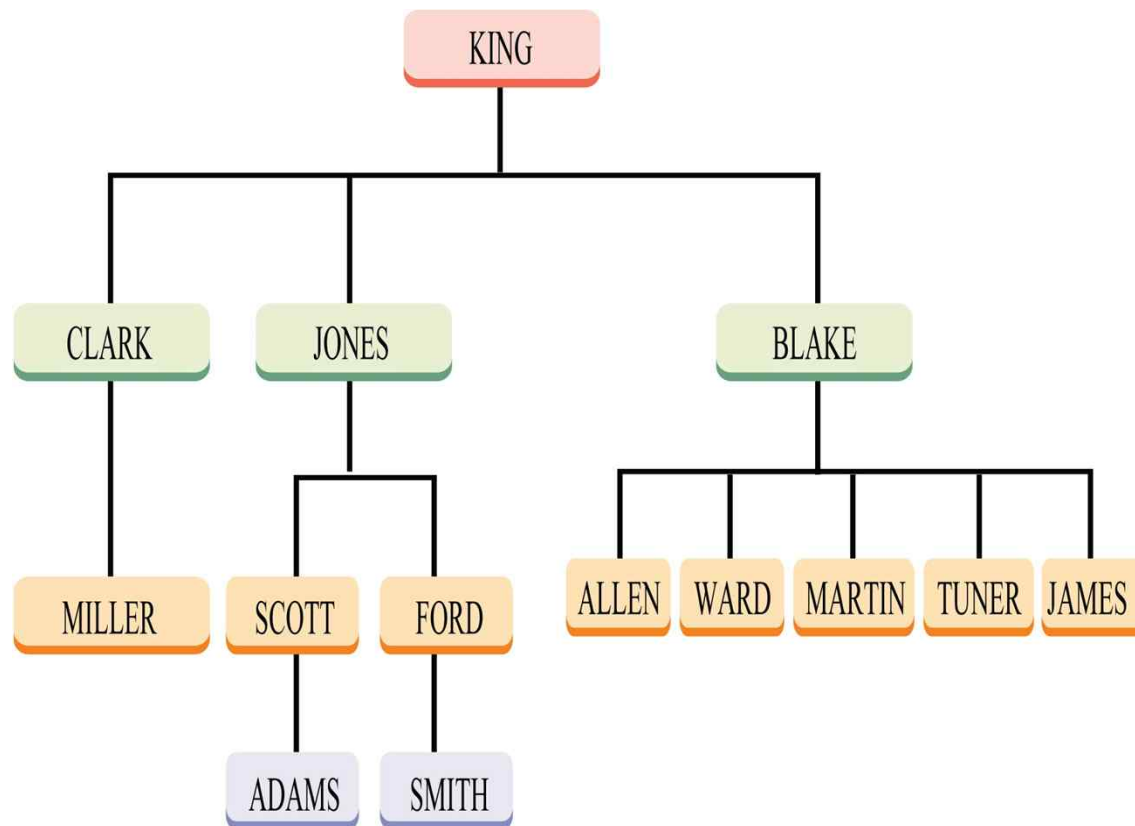 KING
CLARK JONES BLAKE
MILLER SCOTT FORD ALLEN WARD MARTIN TUNER JAMES
ADAMS SMITH